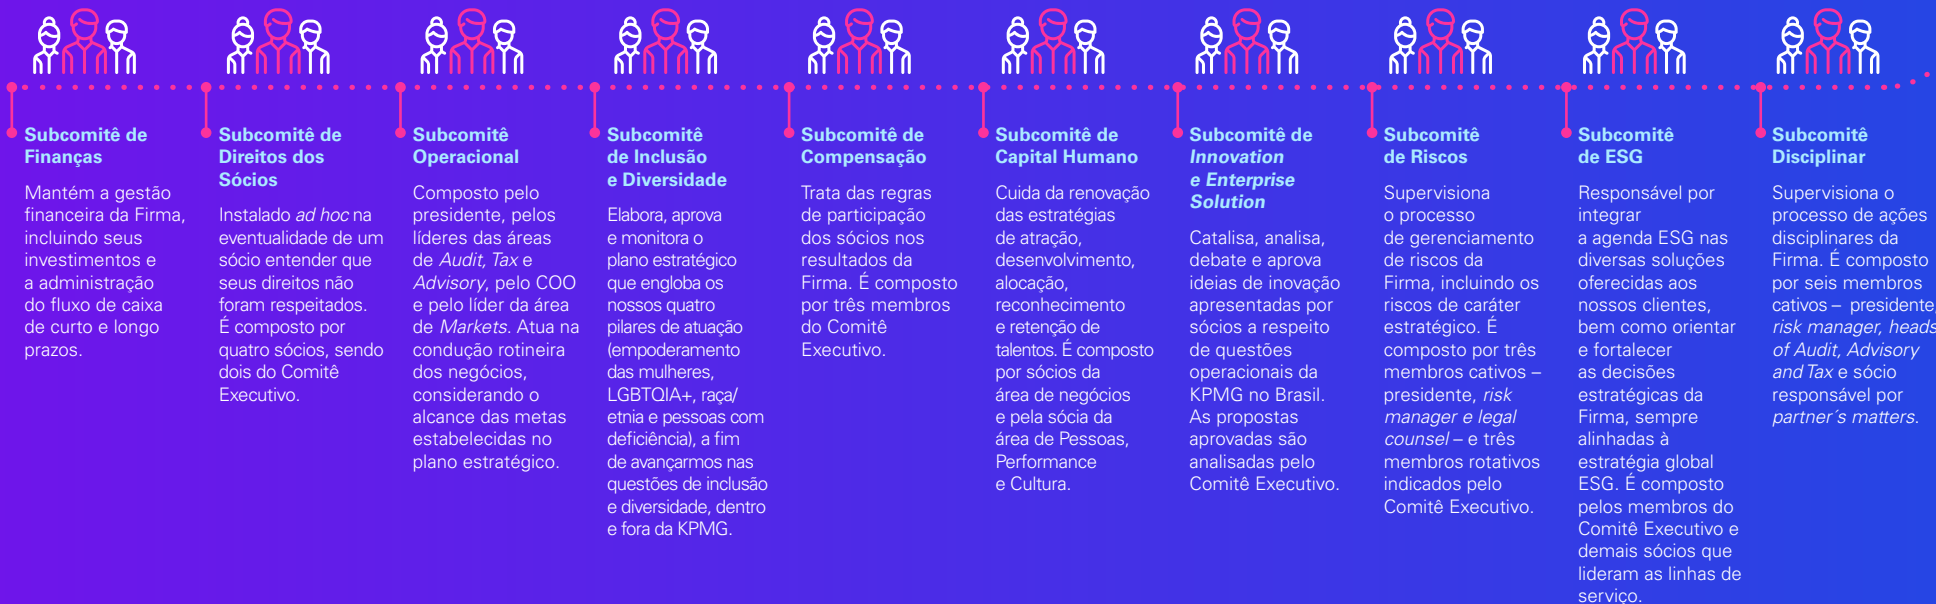 Subcomitê de
Finanças
Mantém a gestão
financeira da Firma,
incluindo seus
investimentos e
a administração
do fluxo de caixa
de curto e longo
prazos.
Subcomitê de
Direitos dos
Sócios
Instalado ad hoc na
eventualidade de um
sócio entender que
seus direitos não
foram respeitados.
É composto por
quatro sócios, sendo
dois do Comitê
Executivo.
Subcomitê
Operacional
Composto pelo
presidente, pelos
líderes das áreas
de Audit, Tax e
Advisory, pelo COO
e pelo líder da área
de Markets. Atua na
condução rotineira
dos negócios,
considerando o
alcance das metas
estabelecidas no
plano estratégico.
Subcomitê
de Inclusão
e Diversidade
Elabora, aprova
e monitora o
plano estratégico
que engloba os
nossos quatro
pilares de atuação
(empoderamento
das mulheres,
LGBTQIA+, raça/
etnia e pessoas com
deficiência), a fim
de avançarmos nas
questões de inclusão
e diversidade, dentro
e fora da KPMG.
Subcomitê de
Compensação
Trata das regras
de participação
dos sócios nos
resultados da
Firma. É composto
por três membros
do Comitê
Executivo.
Subcomitê de
Capital Humano
Cuida da renovação
das estratégias
de atração,
desenvolvimento,
alocação,
reconhecimento
e retenção de
talentos. É composto
por sócios da
área de negócios
e pela sócia da
área de Pessoas,
Performance
e Cultura.
Subcomitê de
Innovation
e Enterprise
Solution
Catalisa, analisa,
debate e aprova
ideias de inovação
apresentadas por
sócios a respeito
de questões
operacionais da
KPMG no Brasil.
As propostas
aprovadas são
analisadas pelo
Comitê Executivo.
Subcomitê
de Riscos
Supervisiona
o processo
de gerenciamento
de riscos da
Firma, incluindo os
riscos de caráter
estratégico. É
composto por três
membros cativos –
presidente, risk
manager e legal
counsel – e três
membros rotativos
indicados pelo
Comitê Executivo.
Subcomitê
de ESG
Responsável por
integrar
a agenda ESG nas
diversas soluções
oferecidas aos
nossos clientes,
bem como orientar
e fortalecer
as decisões
estratégicas da
Firma, sempre
alinhadas à
estratégia global
ESG. É composto
pelos membros do
Comitê Executivo e
demais sócios que
lideram as linhas de
serviço.
Subcomitê
Disciplinar
Supervisiona o
processo de ações
disciplinares da
Firma. É composto
por seis membros
cativos – presidente,
risk manager, heads
of Audit, Advisory
and Tax e sócio
responsável por
partner´s matters.